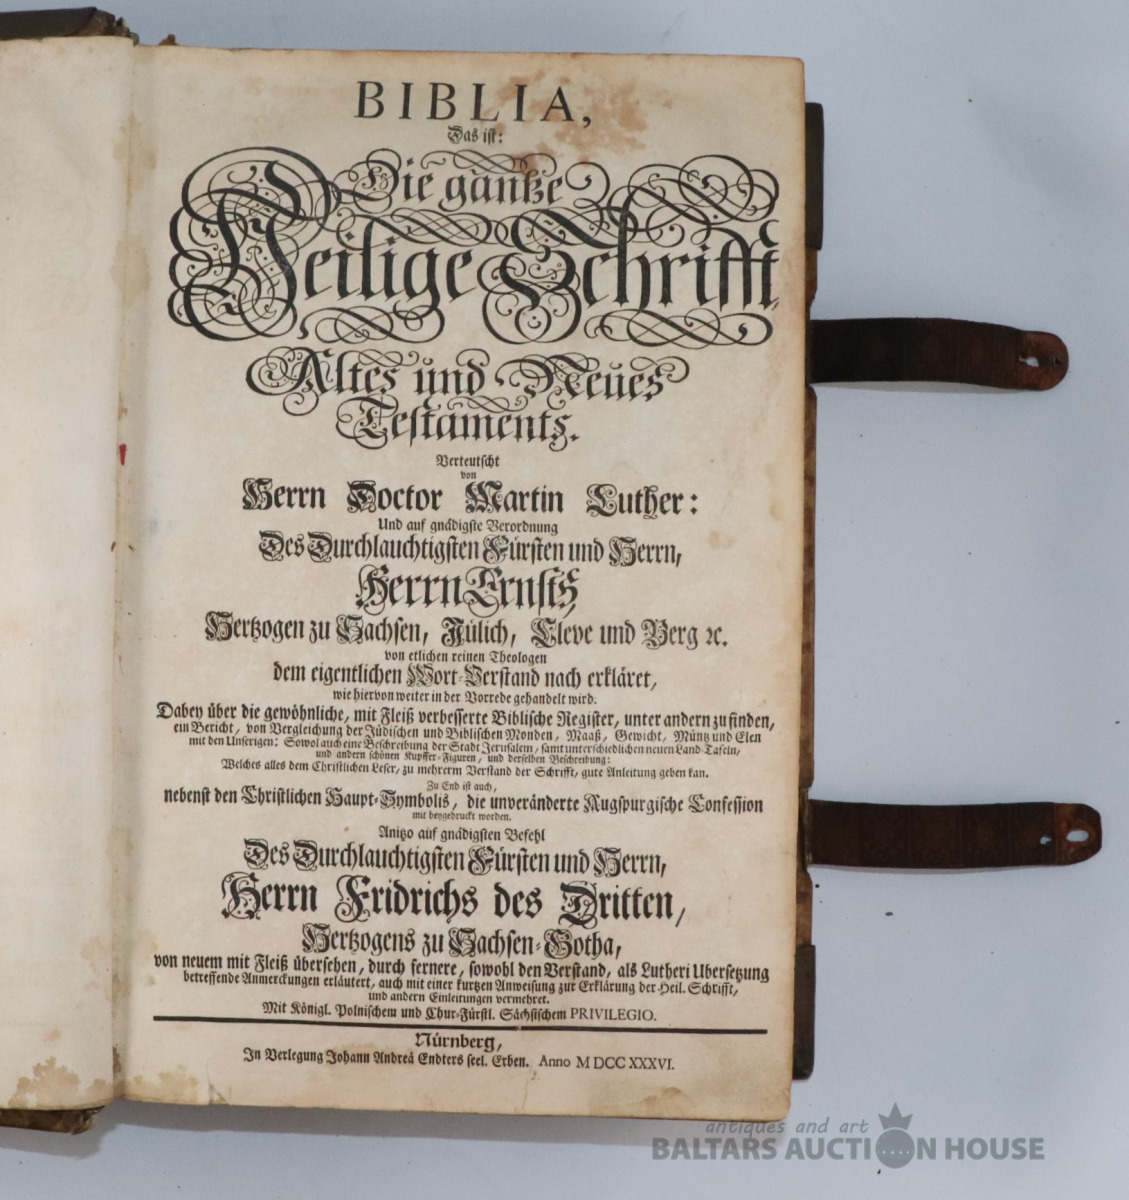 BIBLIA,
Das ist:
Die gantze
Heilige Schrifft
Altes und Neues
Testaments.
Verteutscht
von
Herrn Doctor Martin Luther:
Und auf gnädigste Verordnung
Des Durchlauchtigsten Fürsten und Herrn,
Herrn Ernsts,
Hertzogen zu Sachsen, Jülich, Cleve und Berg ꝛc.
von etlichen reinen Theologen
dem eigentlichen Wort-Verstand nach erkläret,
wie hiervon weiter in der Vorrede gehandelt wird.
Dabey über die gewöhnliche, mit Fleiß verbesserte Biblische Register, unter andern zu finden,
ein Bericht, von Vergleichung der Jüdischen und Biblischen Monden, Maaß, Gewicht, Müntz und Elen
mit den Unserigen: Sowol auch eine Beschreibung der Stadt Jerusalem, samt unterschiedlichen neuen Land-Tafeln,
und andern schönen Kupffer-Figuren, und derselben Beschreibung:
Welches alles dem Christlichen Leser, zu mehrerm Verstand der Schrifft, gute Anleitung geben kan.
Zu End ist auch,
nebenst den Christlichen Haupt-Symbolis, die unveränderte Augspurgische Confession
mit beygedruckt worden.
Anitzo auf gnädigsten Befehl
Des Durchlauchtigsten Fürsten und Herrn,
Herrn Fridrichs des Dritten,
Hertzogens zu Sachsen-Gotha,
von neuem mit Fleiß übersehen, durch fernere, sowohl den Verstand, als Lutheri Ubersetzung
betreffende Anmerckungen erläutert, auch mit einer kurtzen Anweisung zur Erklärung der Heil. Schrifft,
und andern Einleitungen vermehret.
Mit Königl. Polnischem und Chur-Fürstl. Sächsischem PRIVILEGIO.
Nürnberg,
In Verlegung Johann Andreä Endters seel. Erben. Anno M DCC XXXVI.
antiques and art
BALTARS AUCTION HOUSE